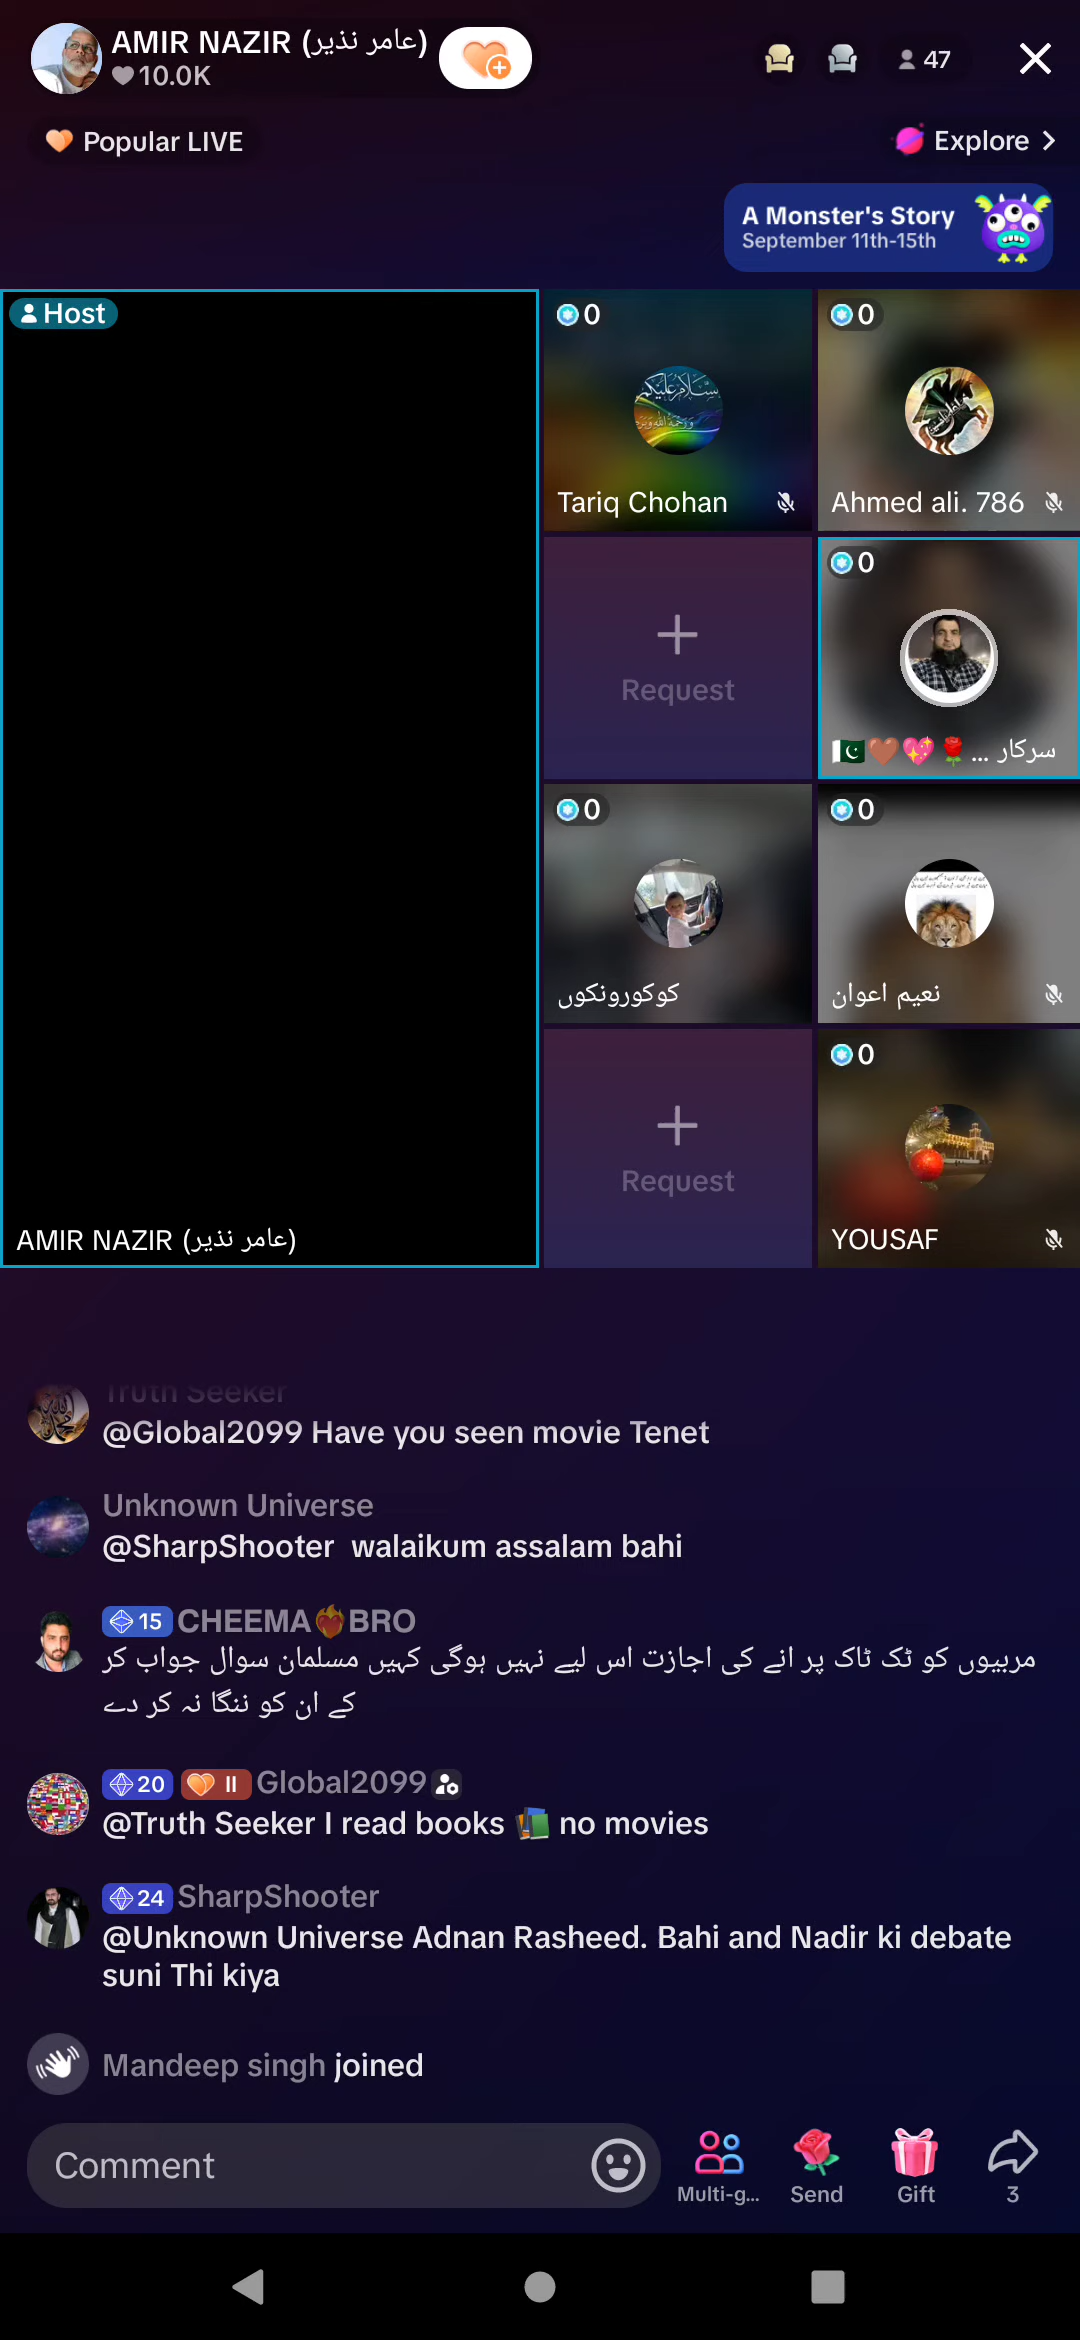 AMIR NAZIR (عامر نذیر)
10.0K
47
Popular LIVE
Explore
A Monster's Story
September 11th-15th
Host
AMIR NAZIR (عامر نذیر)
0
Tariq Chohan
0
Ahmed ali. 786
Request
0
سرکار ...
0
کوکورونکوں
0
نعیم اعوان
Request
0
YOUSAF
Truth Seeker
@Global2099 Have you seen movie Tenet
Unknown Universe
@SharpShooter walaikum assalam bahi
15 CHEEMA❤️‍🔥BRO
مربیوں کو ٹک ٹاک پر انے کی اجازت اس لیے نہیں ہوگی کہیں مسلمان سوال جواب کر
کے ان کو ننگا نہ کر دے
20 II Global2099
@Truth Seeker I read books 📚 no movies
24 SharpShooter
@Unknown Universe Adnan Rasheed. Bahi and Nadir ki debate
suni Thi kiya
Mandeep singh joined
Comment
Multi-g...
Send
Gift
3